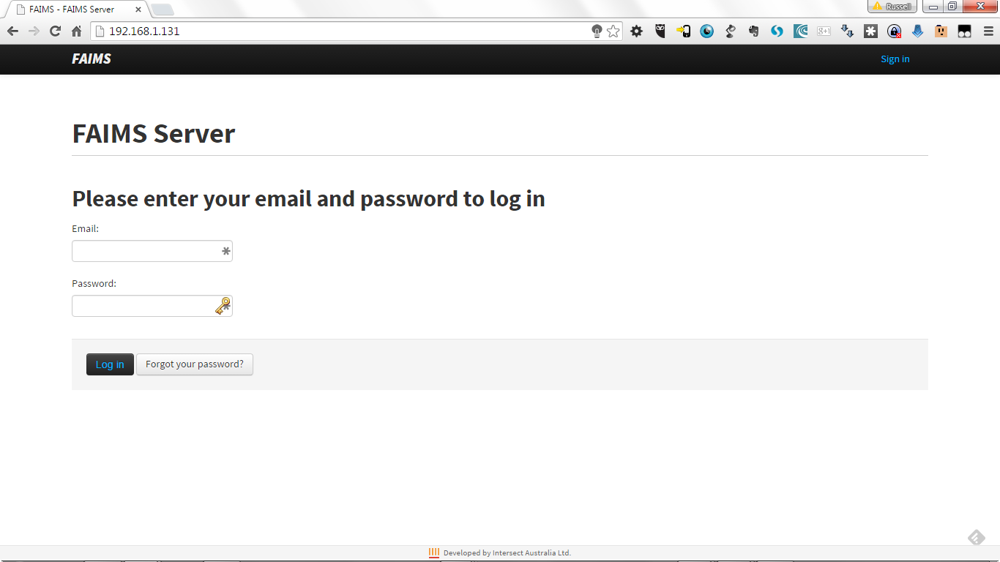 FAIMS - FAIMS Server
Russell
192.168.1.131
g+1
FAIMS
Sign in
FAIMS Server
Please enter your email and password to log in
Email:
Password:
Log in
Forgot your password?
Developed by Intersect Australia Ltd.